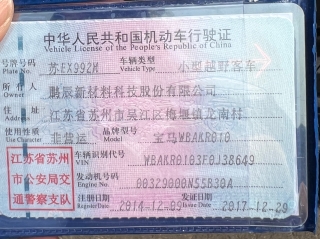 中华人民共和国机动车行驶证
Vehicle License of the People's Republic of China
号牌号码 苏EX992M 车辆类型 小型越野客车
Plate No. Vehicle Type
所有人 鹏辰新材料科技股份有限公司
Owner
住址 江苏省苏州市吴江区梅堰镇龙南村
Address
使用性质 非营运 品牌型号 宝马WBAKR010
Use Character Model
江苏省苏州 车辆识别代号 WBAKR0103F0J38649
VIN
市公安局交 发动机号码 00329000N55B30A
Engine No.
通警察支队 注册日期 2014-12-09 发证日期 2017-12-29
Register Date Issue Date